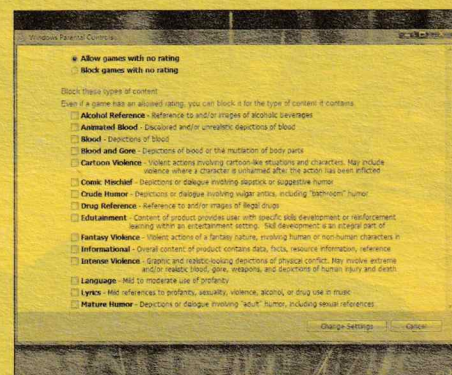 Windows Parental Controls
Allow games with no rating
Block games with no rating
Block these types of content
Even if a game has an allowed rating, you can block it for the type of content it contains.
Alcohol Reference - Reference to and/or images of alcoholic beverages
Animated Blood - Discolored and/or unrealistic depictions of blood
Blood - Depictions of blood
Blood and Gore - Depictions of blood or the mutilation of body parts
Cartoon Violence - Violent actions involving cartoon-like situations and characters. May include
violence where a character is unharmed after the action has been inflicted
Comic Mischief - Depictions or dialogue involving slapstick or suggestive humor
Crude Humor - Depictions or dialogue involving vulgar antics, including "bathroom" humor
Drug Reference - Reference to and/or images of illegal drugs
Edutainment - Content of product provides user with specific skills development or reinforcement
learning within an entertainment setting. Skill development is an integral part of
Fantasy Violence - Violent actions of a fantasy nature, involving human or non-human characters in
Informational - Overall content of product contains data, facts, resource information, reference
Intense Violence - Graphic and realistic-looking depictions of physical conflict. May involve extreme
and/or realistic blood, gore, weapons, and depictions of human injury and death
Language - Mild to moderate use of profanity
Lyrics - Mild references to profanity, sexuality, violence, alcohol, or drug use in music
Mature Humor - Depictions or dialogue involving "adult" humor, including sexual references
Change Settings Cancel